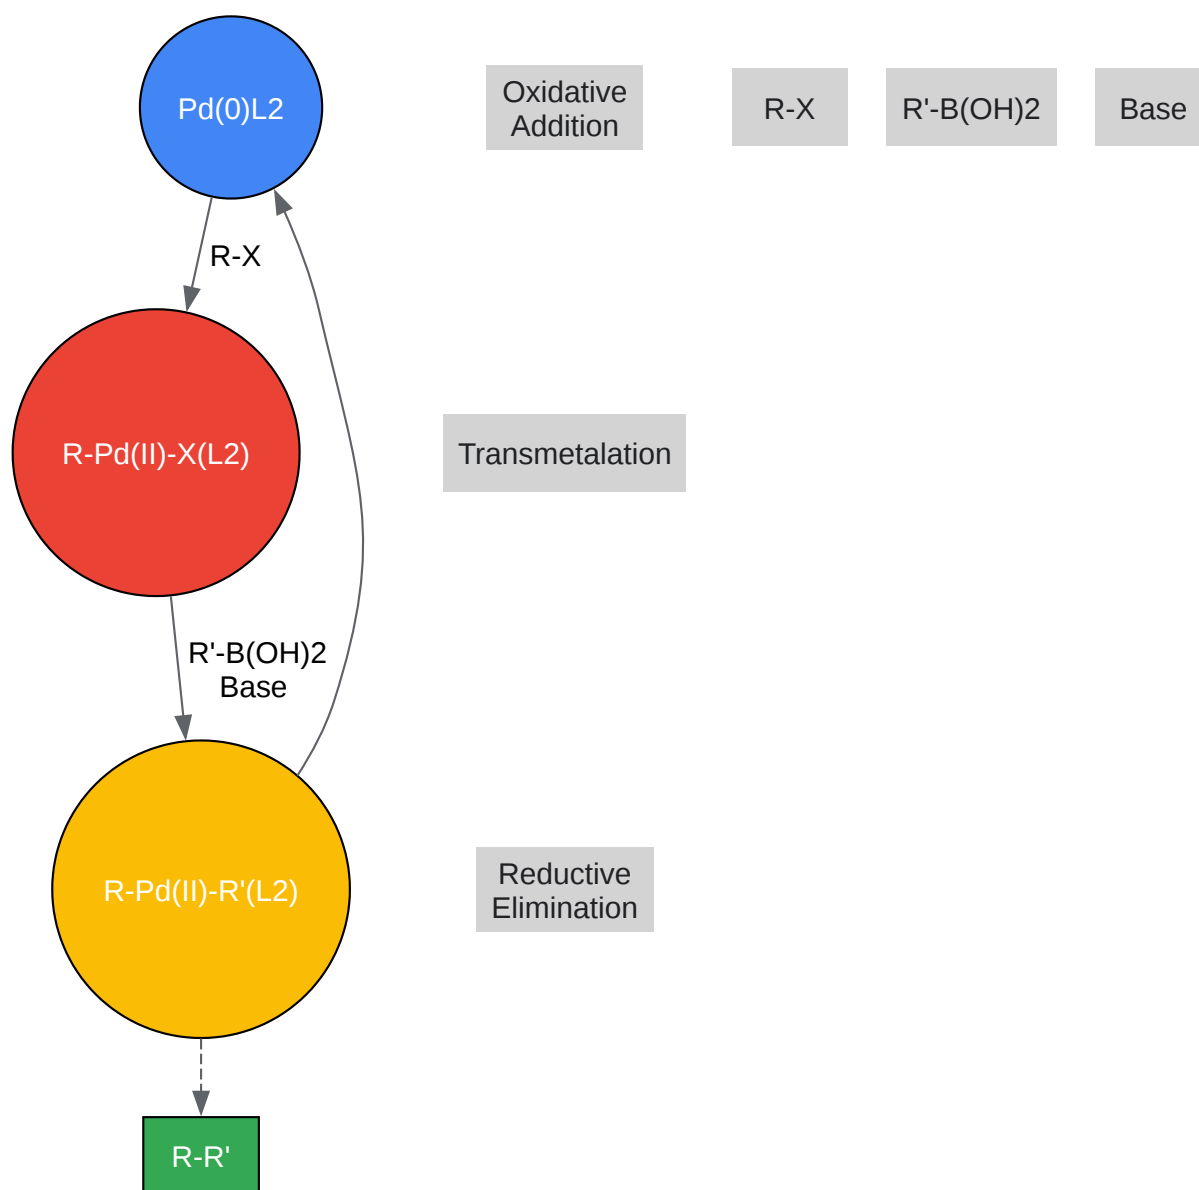 Pd(0)L2
Oxidative
Addition
R-X
R'-B(OH)2
Base
R-X
R-Pd(II)-X(L2)
Transmetalation
R'-B(OH)2
Base
R-Pd(II)-R'(L2)
Reductive
Elimination
R-R'